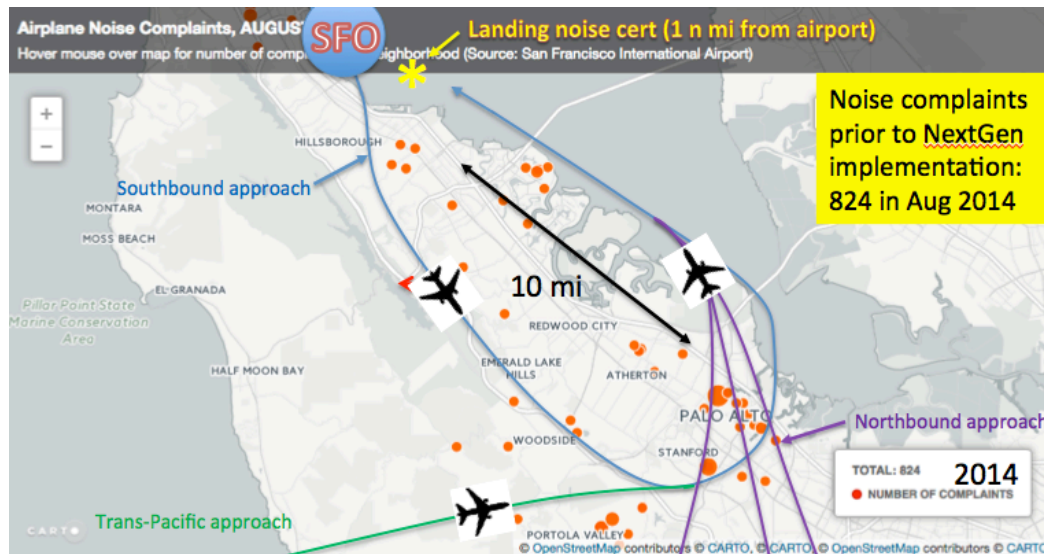 Airplane Noise Complaints, AUGUS
SFO
Landing noise cert (1 n mi from airport)
Hover mouse over map for number of comp
eighborhood (Source: San Francisco International Airport)
+
−
Noise complaints
prior to NextGen
implementation:
824 in Aug 2014
HILLSBOROUGH
Southbound approach
MONTARA
MOSS BEACH
EL GRANADA
Pillar Point State
Marine Conservation
Area
10 mi
REDWOOD CITY
HALF MOON BAY
EMERALD LAKE
HILLS
ATHERTON
PALO ALTO
Northbound approach
WOODSIDE
STANFORD
TOTAL: 824
2014
NUMBER OF COMPLAINTS
Trans-Pacific approach
PORTOLA VALLEY
CARTO
© OpenStreetMap contributors © CARTO, © CARTO, © OpenStreetMap contributors © CARTO